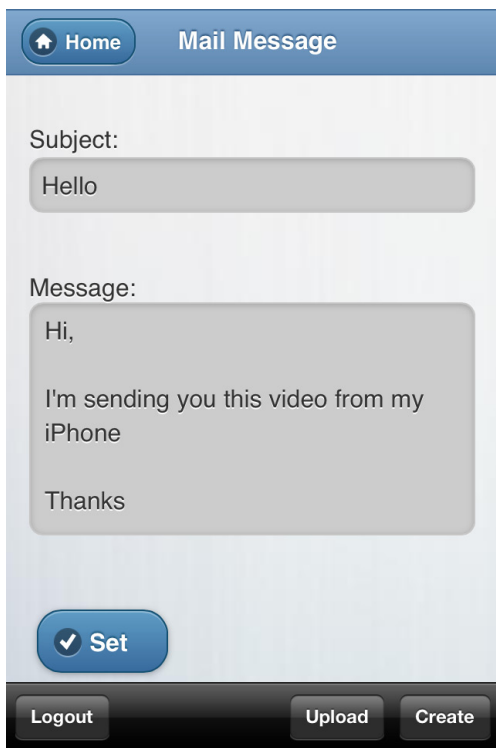 Home
Mail Message
Subject:
Hello
Message:
Hi,
I'm sending you this video from my
iPhone
Thanks
Set
Logout
Upload
Create